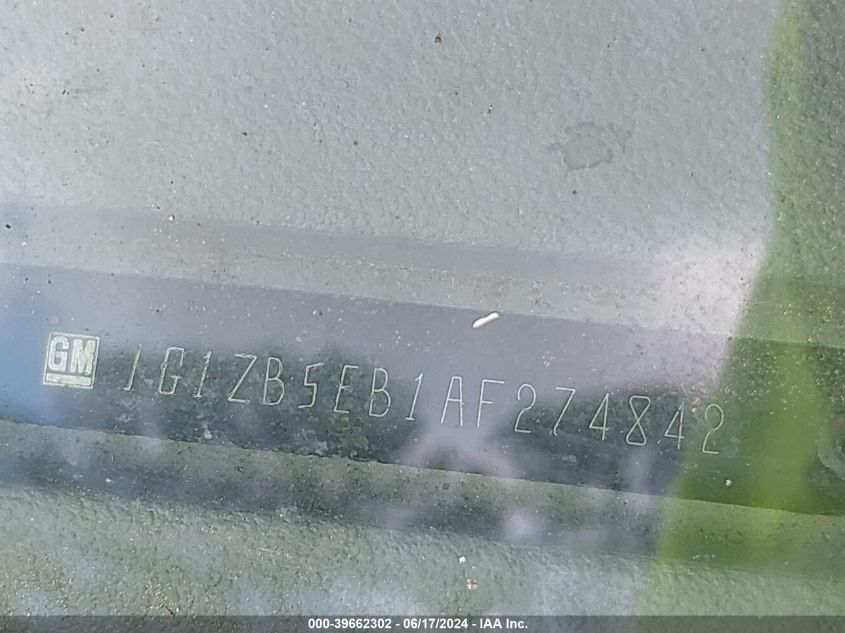 GM 1G1ZB5EB1AF274842
000-39662302 - 06/17/2024 - IAA Inc.